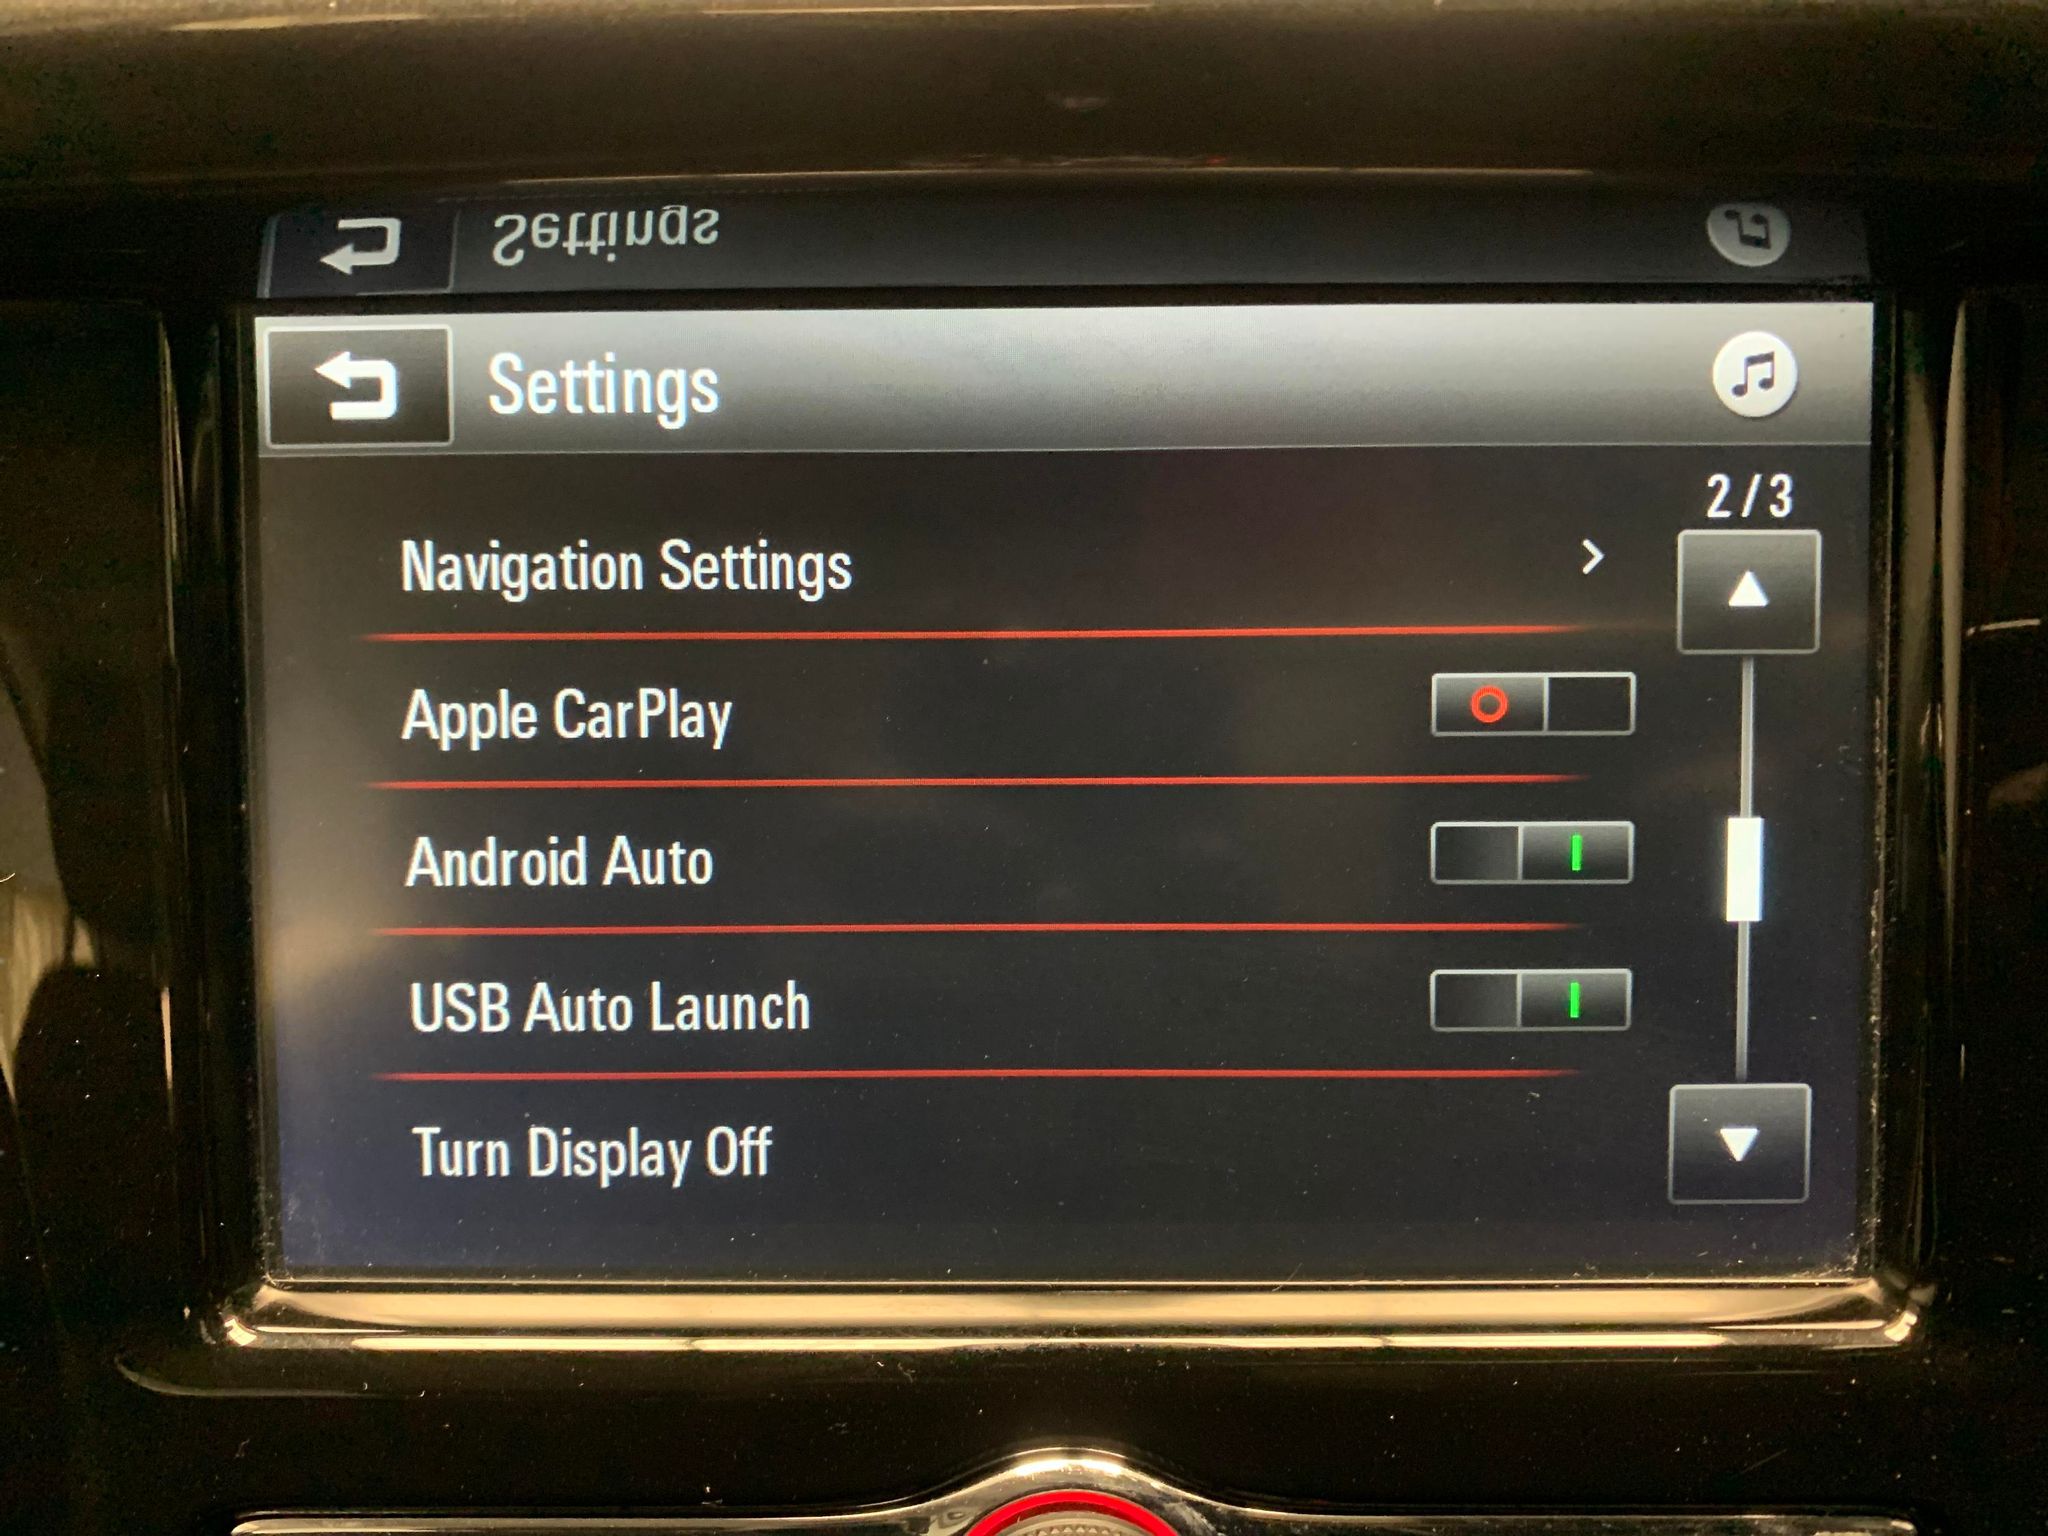 Settings
Settings
2/3
Navigation Settings
Apple CarPlay
Android Auto
USB Auto Launch
Turn Display Off